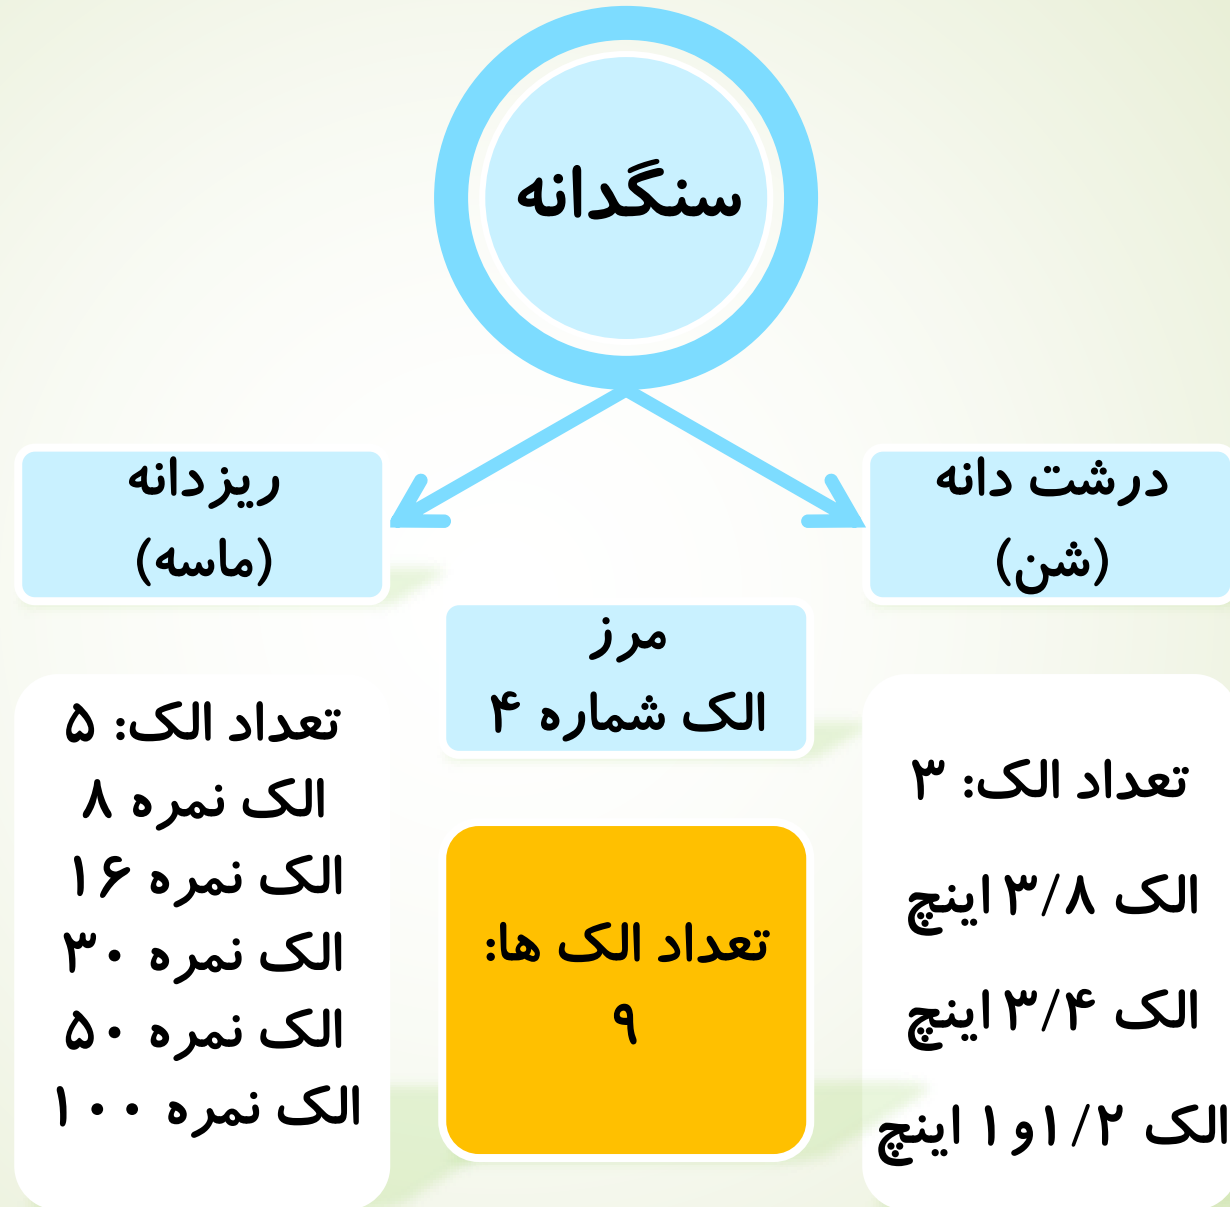 سنگدانه
درشت دانه
(شن)
ریزدانه
(ماسه)
مرز
الک شماره ۴
تعداد الک: ۳
الک ۳/۸ اینچ
الک ۳/۴ اینچ
الک ۱/۲و۱ اینچ
تعداد الک ها:
۹
تعداد الک: ۵
الک نمره ۸
الک نمره ۱۶
الک نمره ۳۰
الک نمره ۵۰
الک نمره ۱۰۰